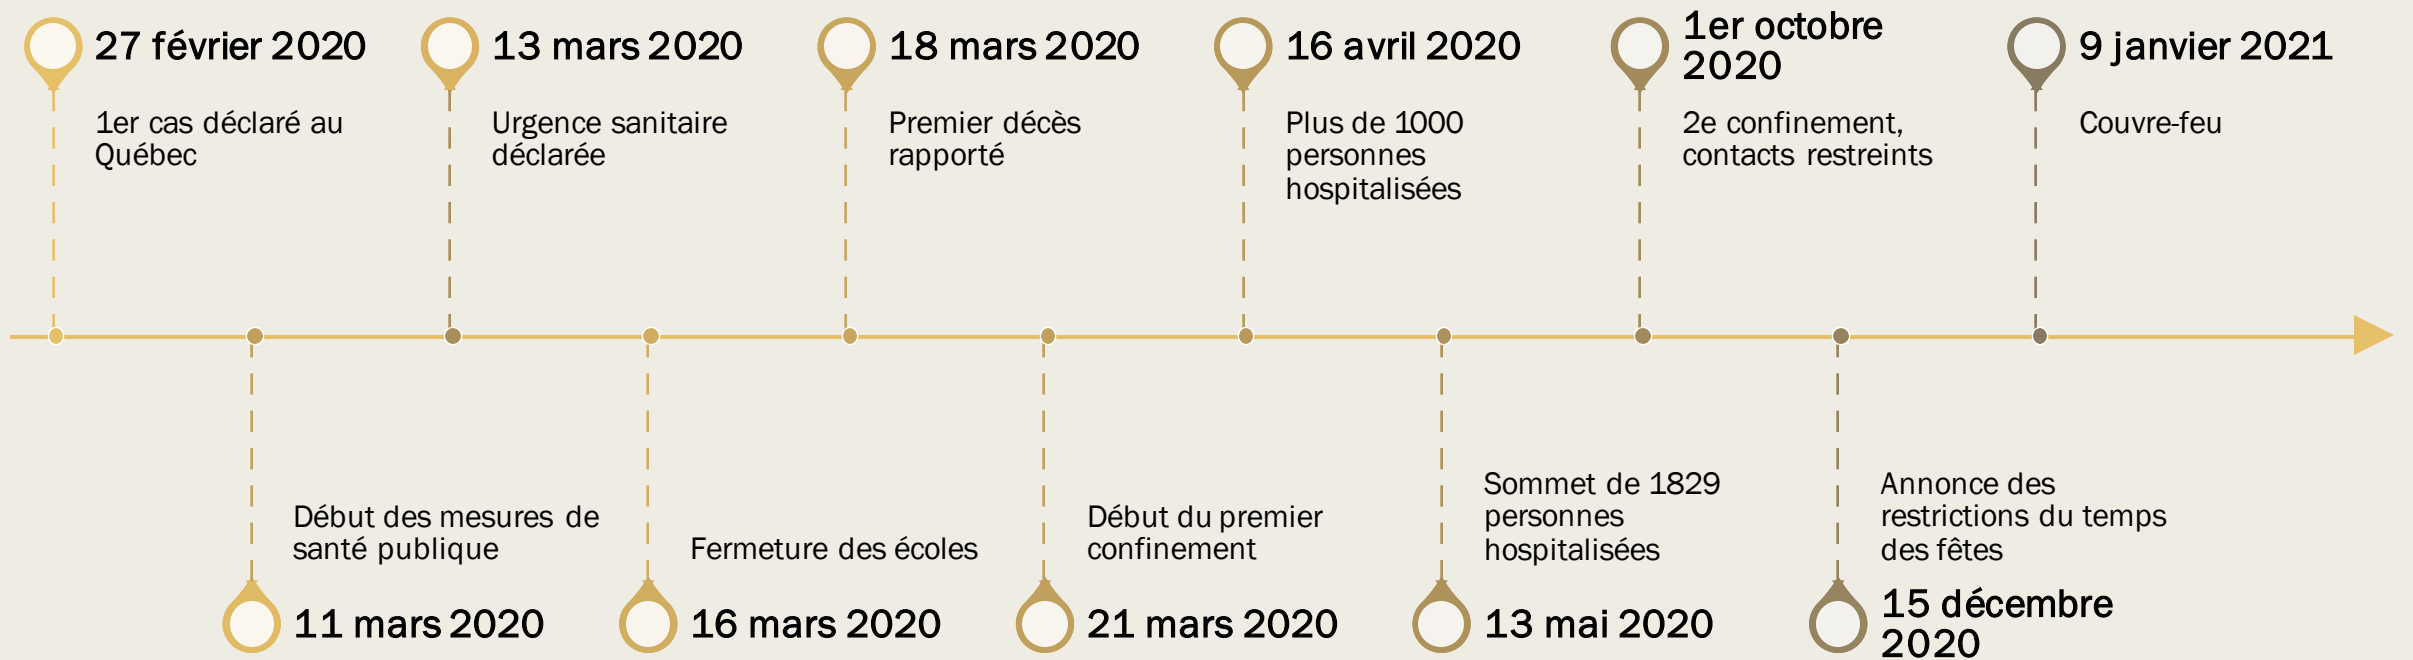 27 février 2020
1er cas déclaré au
Québec
11 mars 2020
Début des mesures de
santé publique
13 mars 2020
Urgence sanitaire
déclarée
16 mars 2020
Fermeture des écoles
18 mars 2020
Premier décès
rapporté
21 mars 2020
Début du premier
confinement
16 avril 2020
Plus de 1000
personnes
hospitalisées
13 mai 2020
Sommet de 1829
personnes
hospitalisées
1er octobre
2020
2e confinement,
contacts restreints
15 décembre
2020
Annonce des
restrictions du temps
des fêtes
9 janvier 2021
Couvre-feu